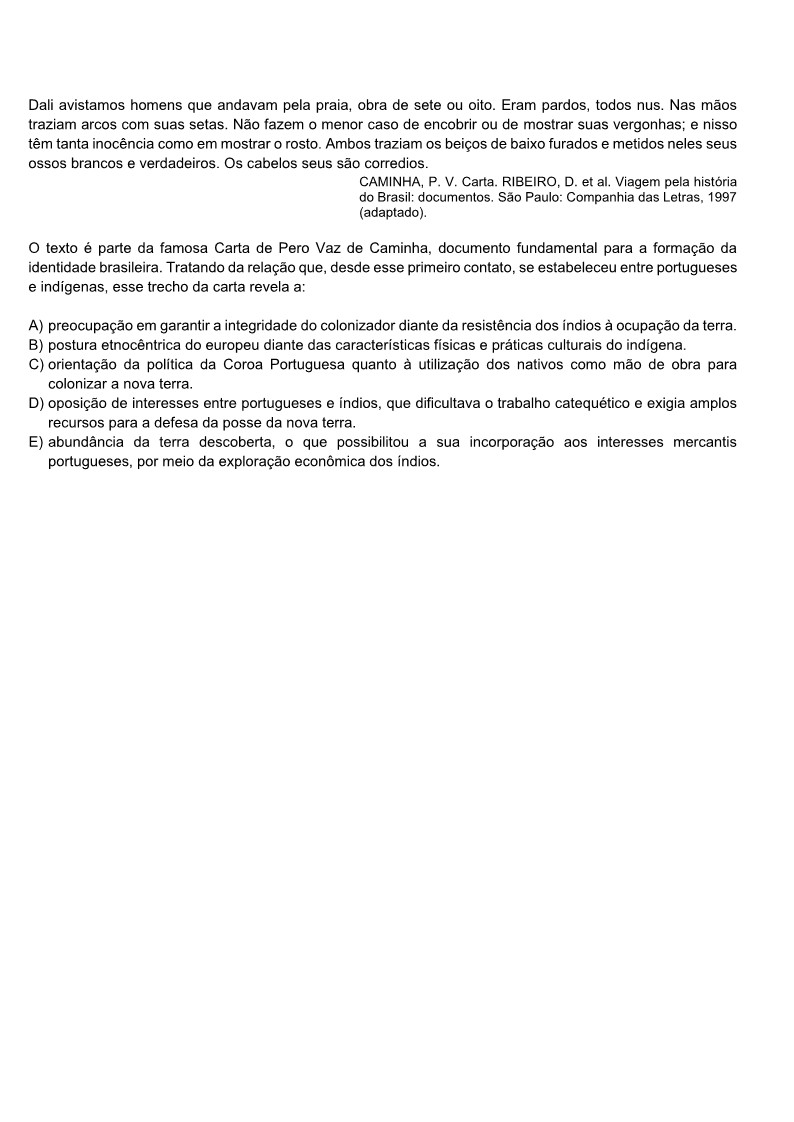 Dali avistamos homens que andavam pela praia, obra de sete ou oito. Eram pardos, todos nus. Nas mãos
traziam arcos com suas setas. Não fazem o menor caso de encobrir ou de mostrar suas vergonhas; e nisso
têm tanta inocência como em mostrar o rosto. Ambos traziam os beiços de baixo furados e metidos neles seus
ossos brancos e verdadeiros. Os cabelos seus são corredios.
CAMINHA, P. V. Carta. RIBEIRO, D. et al. Viagem pela história
do Brasil: documentos. São Paulo: Companhia das Letras, 1997
(adaptado).
O texto é parte da famosa Carta de Pero Vaz de Caminha, documento fundamental para a formação da
identidade brasileira. Tratando da relação que, desde esse primeiro contato, se estabeleceu entre portugueses
e indígenas, esse trecho da carta revela a:
A) preocupação em garantir a integridade do colonizador diante da resistência dos índios à ocupação da terra.
B) postura etnocêntrica do europeu diante das características físicas e práticas culturais do indígena.
C) orientação da política da Coroa Portuguesa quanto à utilização dos nativos como mão de obra para
colonizar a nova terra.
D) oposição de interesses entre portugueses e índios, que dificultava o trabalho catequético e exigia amplos
recursos para a defesa da posse da nova terra.
E) abundância da terra descoberta, o que possibilitou a sua incorporação aos interesses mercantis
portugueses, por meio da exploração econômica dos índios.